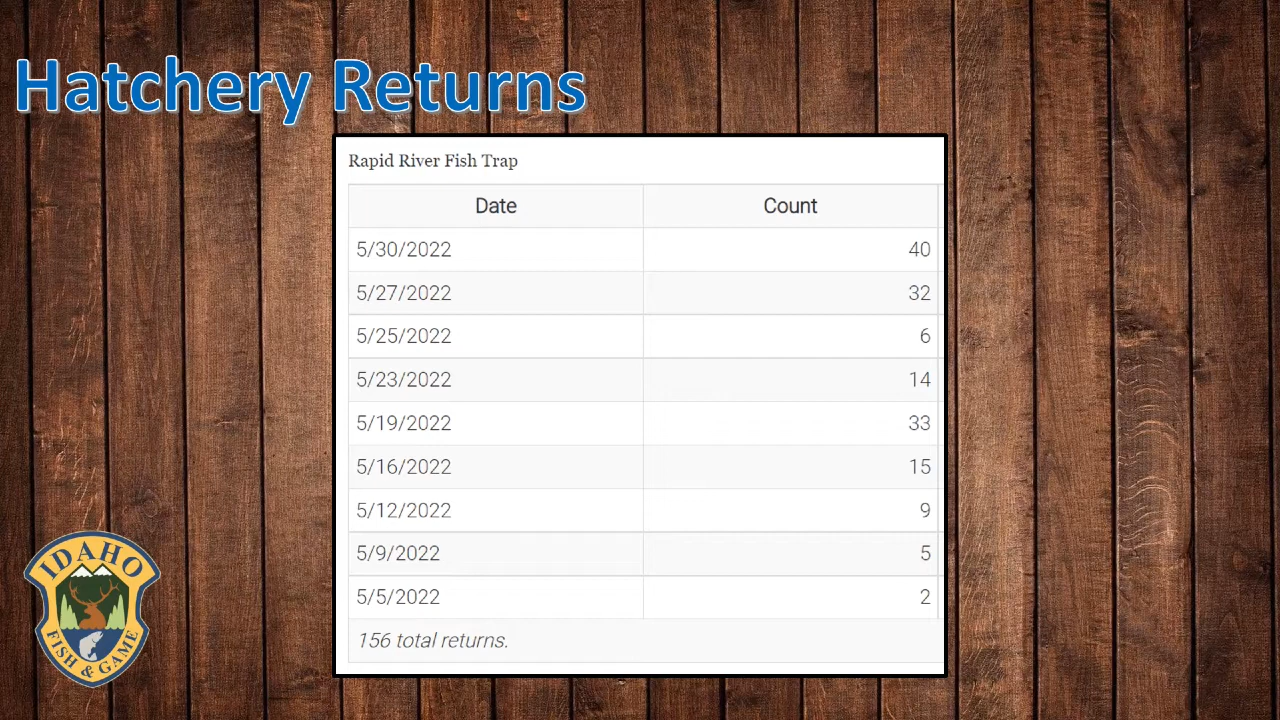 Hatchery Returns
Rapid River Fish Trap
Date Count
5/30/2022 40
5/27/2022 32
5/25/2022 6
5/23/2022 14
5/19/2022 33
5/16/2022 15
5/12/2022 9
5/9/2022 5
5/5/2022 2
156 total returns.
IDAHO
FISH & GAME